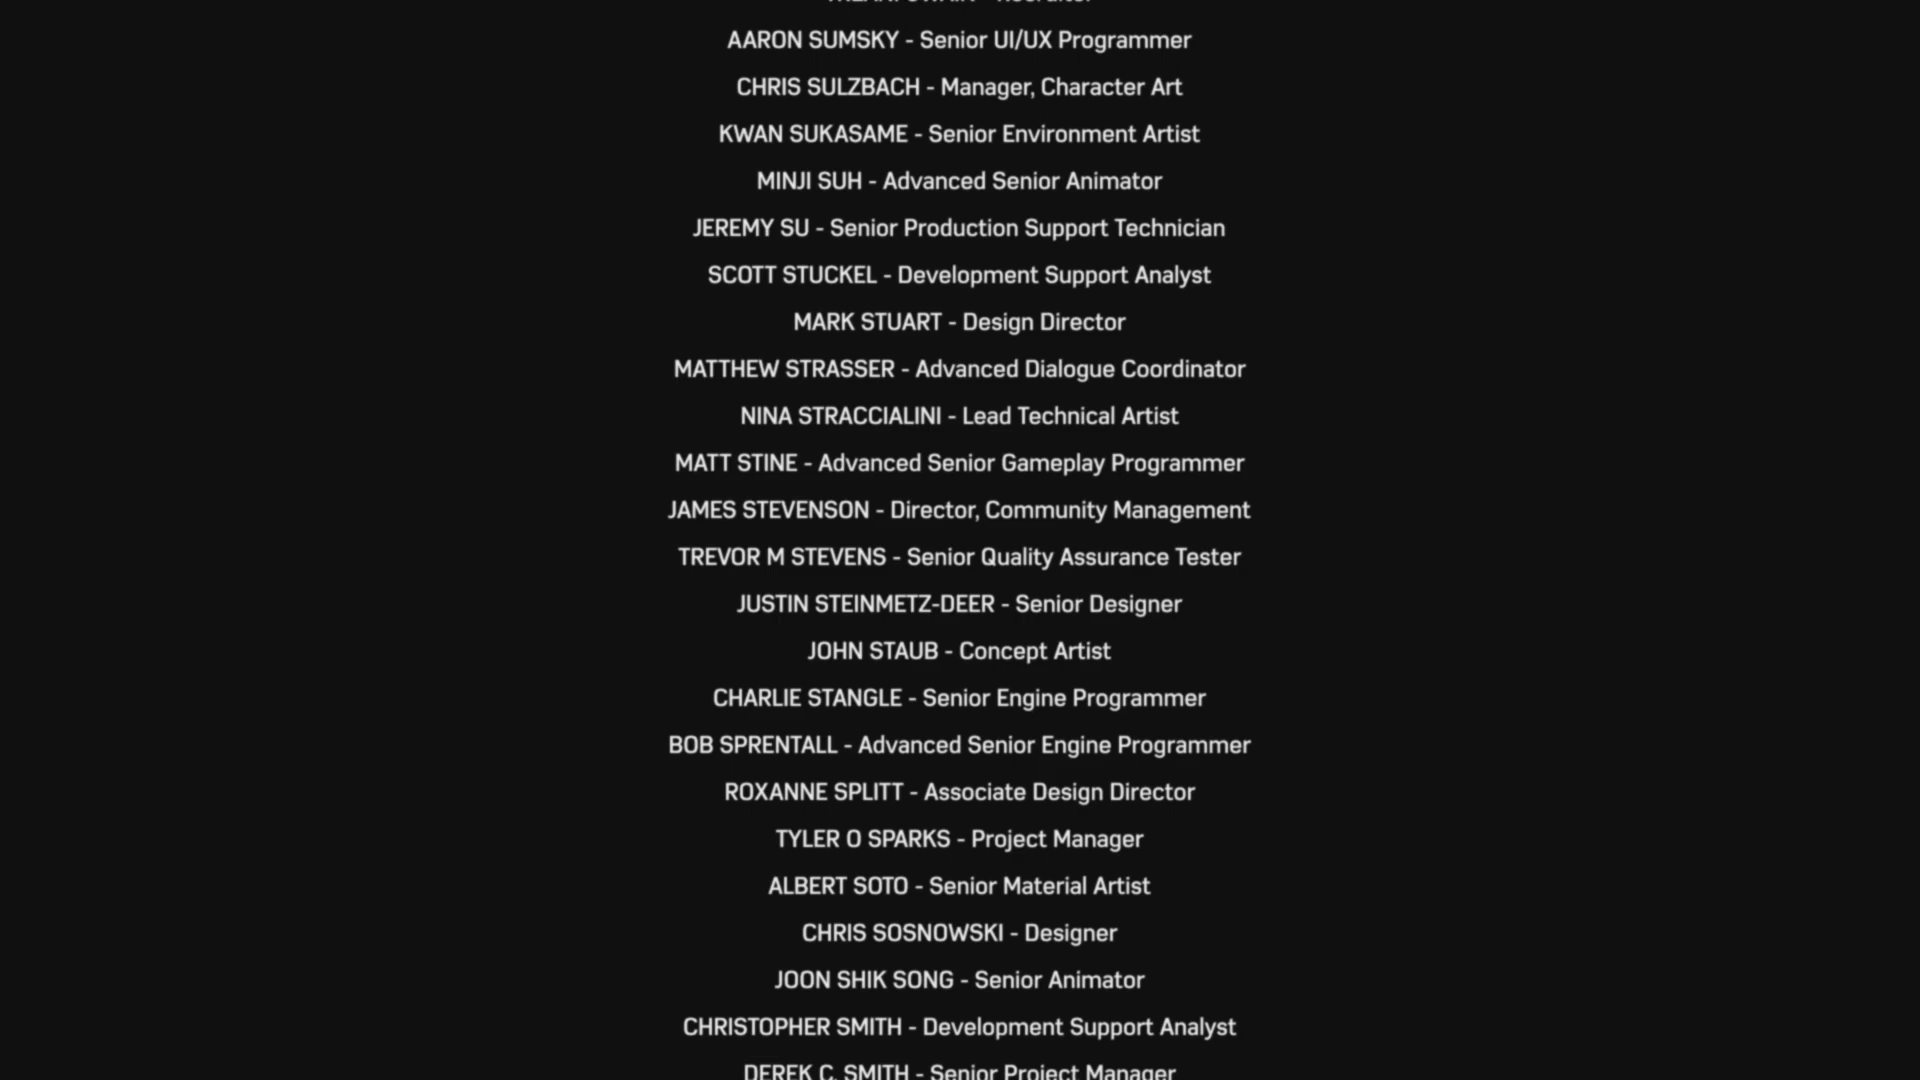 AARON SUMSKY - Senior UI/UX Programmer
CHRIS SULZBACH - Manager, Character Art
KWAN SUKASAME - Senior Environment Artist
MINJI SUH - Advanced Senior Animator
JEREMY SU - Senior Production Support Technician
SCOTT STUCKEL - Development Support Analyst
MARK STUART - Design Director
MATTHEW STRASSER - Advanced Dialogue Coordinator
NINA STRACCIALINI - Lead Technical Artist
MATT STINE - Advanced Senior Gameplay Programmer
JAMES STEVENSON - Director, Community Management
TREVOR M STEVENS - Senior Quality Assurance Tester
JUSTIN STEINMETZ-DEER - Senior Designer
JOHN STAUB - Concept Artist
CHARLIE STANGLE - Senior Engine Programmer
BOB SPRENTALL - Advanced Senior Engine Programmer
ROXANNE SPLITT - Associate Design Director
TYLER O SPARKS - Project Manager
ALBERT SOTO - Senior Material Artist
CHRIS SOSNOWSKI - Designer
JOON SHIK SONG - Senior Animator
CHRISTOPHER SMITH - Development Support Analyst
DEREK C. SMITH - Senior Project Manager